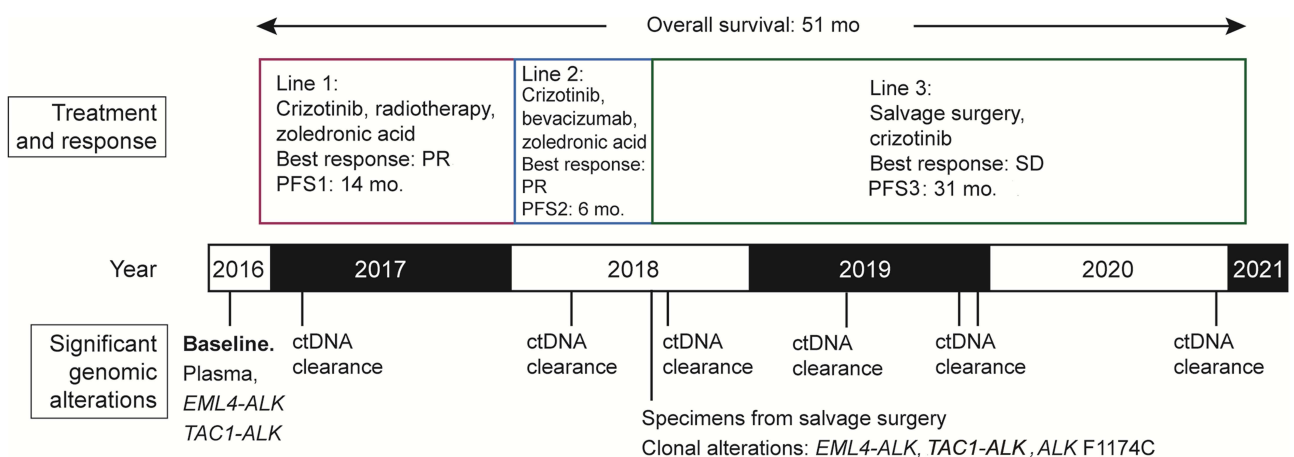 Overall survival: 51 mo
Treatment
and response
Line 1:
Crizotinib, radiotherapy,
zoledronic acid
Best response: PR
PFS1: 14 mo.
Line 2:
Crizotinib,
bevacizumab,
zoledronic acid
Best response:
PR
PFS2: 6 mo.
Line 3:
Salvage surgery,
crizotinib
Best response: SD
PFS3: 31 mo.
Year
2016
2017
2018
2019
2020
2021
Significant
genomic
alterations
Baseline.
Plasma,
EML4-ALK
TAC1-ALK
ctDNA
clearance
ctDNA
clearance
ctDNA
clearance
ctDNA
clearance
ctDNA
clearance
ctDNA
clearance
Specimens from salvage surgery
Clonal alterations: EML4-ALK, TAC1-ALK , ALK F1174C